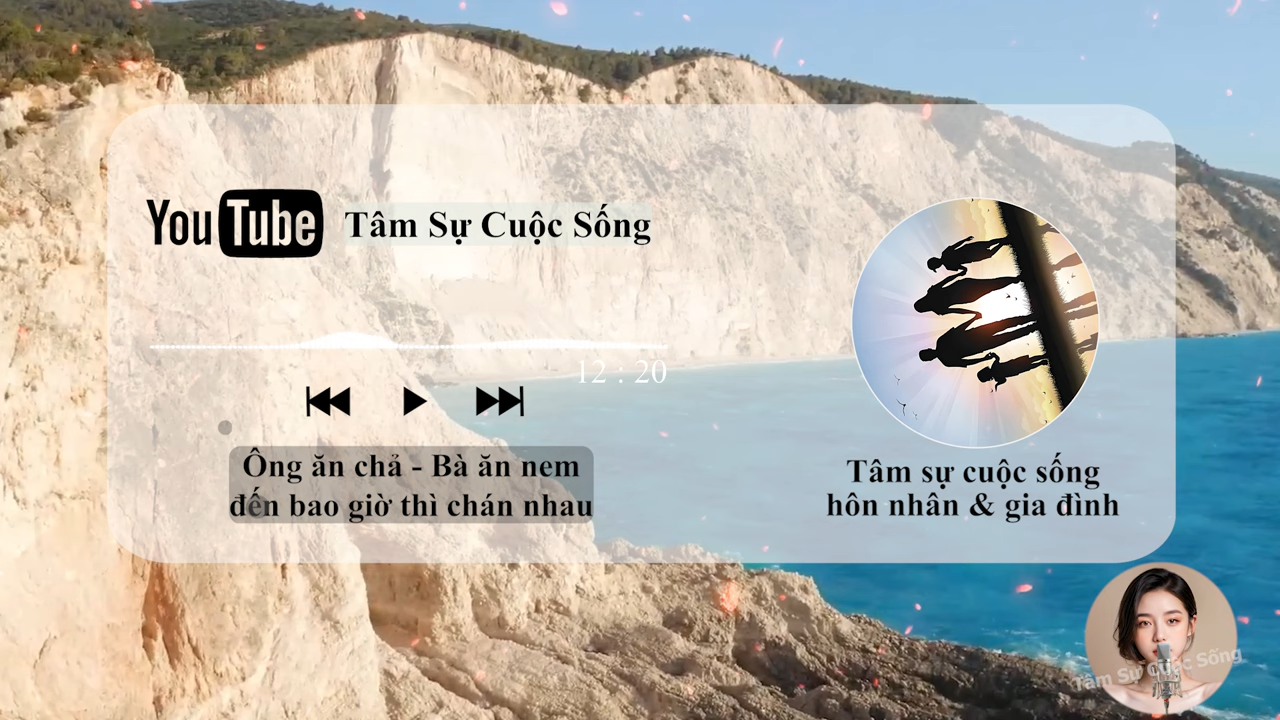 YouTube
Tâm Sự Cuộc Sống
12 : 20
Ông ăn chả - Bà ăn nem
đến bao giờ thì chán nhau
Tâm sự cuộc sống
hôn nhân & gia đình
Tâm Sự Cuộc Sống